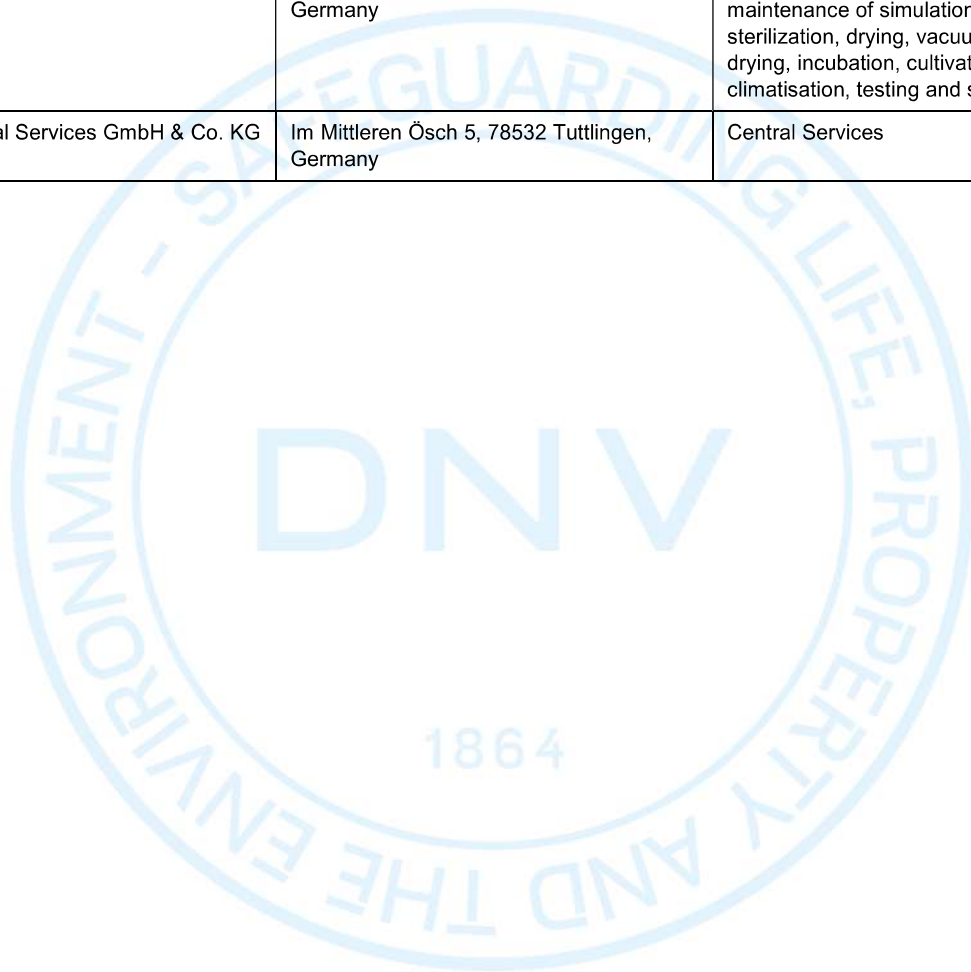 Germany
maintenance of simulation
sterilization, drying, vacuu
drying, incubation, cultivat
climatisation, testing and s
al Services GmbH & Co. KG
Im Mittleren Ösch 5, 78532 Tuttlingen,
Germany
Central Services
SAFEGUARDING LIFE, PROPERTY AND THE ENVIRONMENT -
DNV
1864